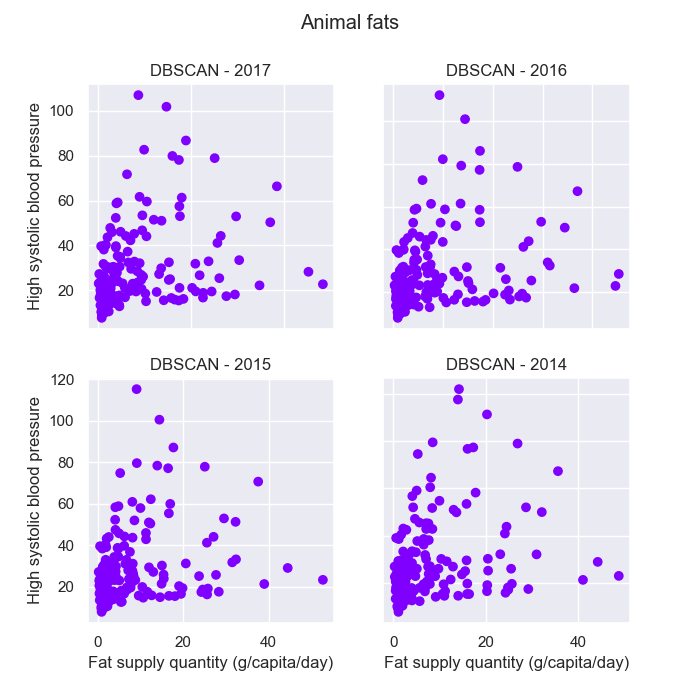 Animal fats
DBSCAN - 2017
DBSCAN - 2016
High systolic blood pressure
100
80
60
40
20
DBSCAN - 2015
DBSCAN - 2014
High systolic blood pressure
120
100
80
60
40
20
0 20 40
0 20 40
Fat supply quantity (g/capita/day)
Fat supply quantity (g/capita/day)